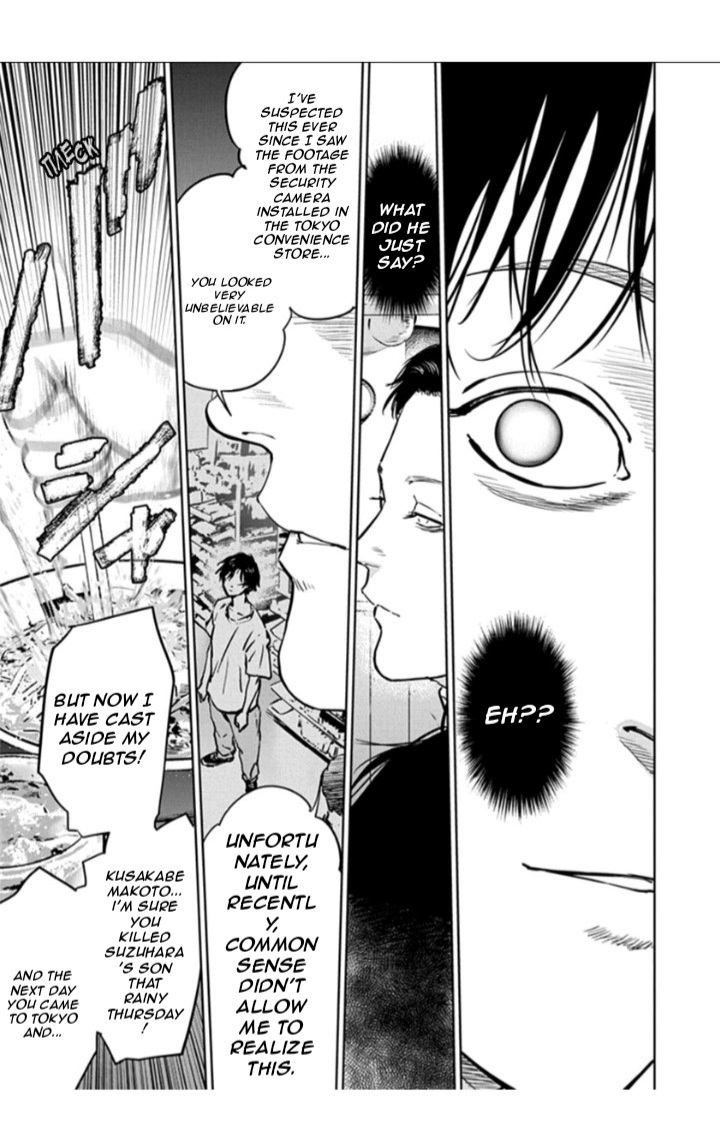 EH??
WHAT
DID HE
JUST
SAY?
I'VE
SUSPECTED
THIS EVER
SINCE I SAW
THE FOOTAGE
FROM THE
SECURITY
CAMERA
INSTALLED IN
THE TOKYO
CONVENIENCE
STORE...
YOU LOOKED
VERY
UNBELIEVABLE
ON IT.
UNFORTU
NATELY,
UNTIL
RECENTL
Y,
COMMON
SENSE
DIDN'T
ALLOW
ME TO
REALIZE
THIS.
ПЛЕСК
BUT NOW I
HAVE CAST
ASIDE MY
DOUBTS!
KUSAKABE
MAKOTO...
I'M SURE
YOU
KILLED
SUZUHARA
'S SON
THAT
RAINY
THURSDAY
!
AND THE
NEXT DAY
YOU CAME
TO TOKYO
AND...